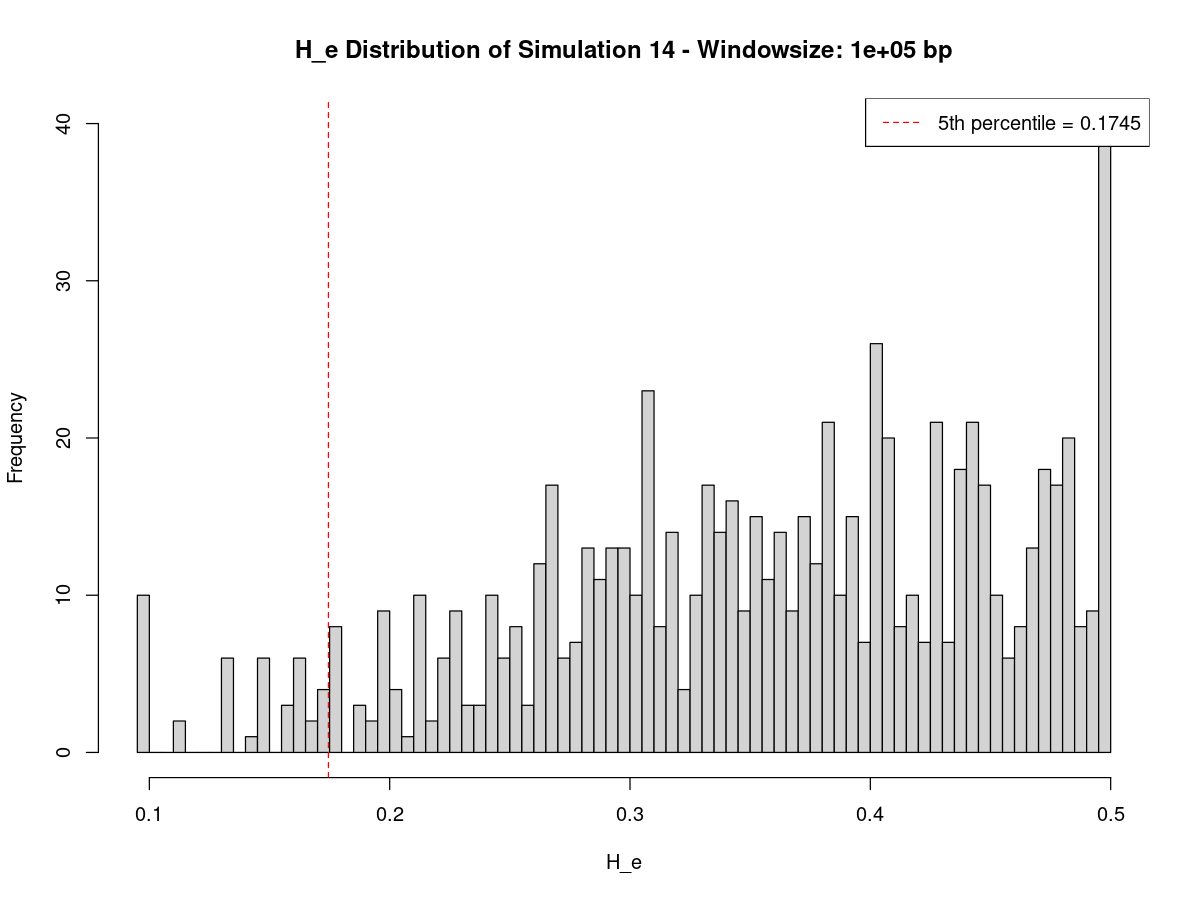 H_e Distribution of Simulation 14 - Windowsize: 1e+05 bp
5th percentile = 0.1745
40
30
20
10
0
Frequency
0.1 0.2 0.3 0.4 0.5
H_e